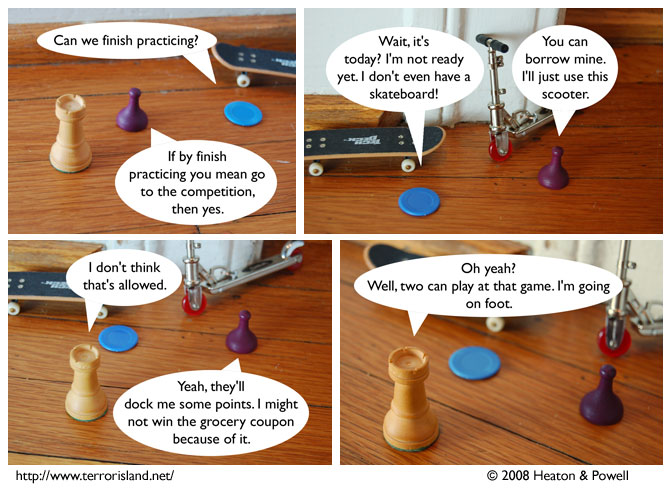 Can we finish practicing?
If by finish
practicing you mean go
to the competition,
then yes.
Wait, it's
today? I'm not ready
yet. I don't even have a
skateboard!
You can
borrow mine.
I'll just use this
scooter.
I don't think
that's allowed.
Yeah, they'll
dock me some points. I might
not win the grocery coupon
because of it.
Oh yeah?
Well, two can play at that game. I'm going
on foot.
http://www.terrorisland.net/
© 2008 Heaton & Powell